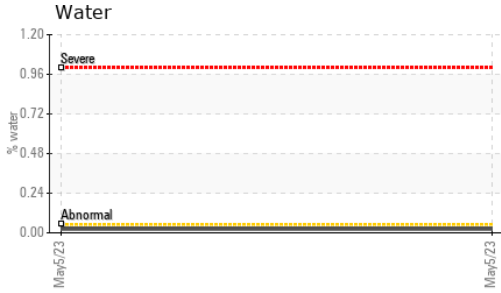 Water
1.20
Severe
0.96
0.72
% water
0.48
0.24
Abnormal
0.00
May5/23
May5/23